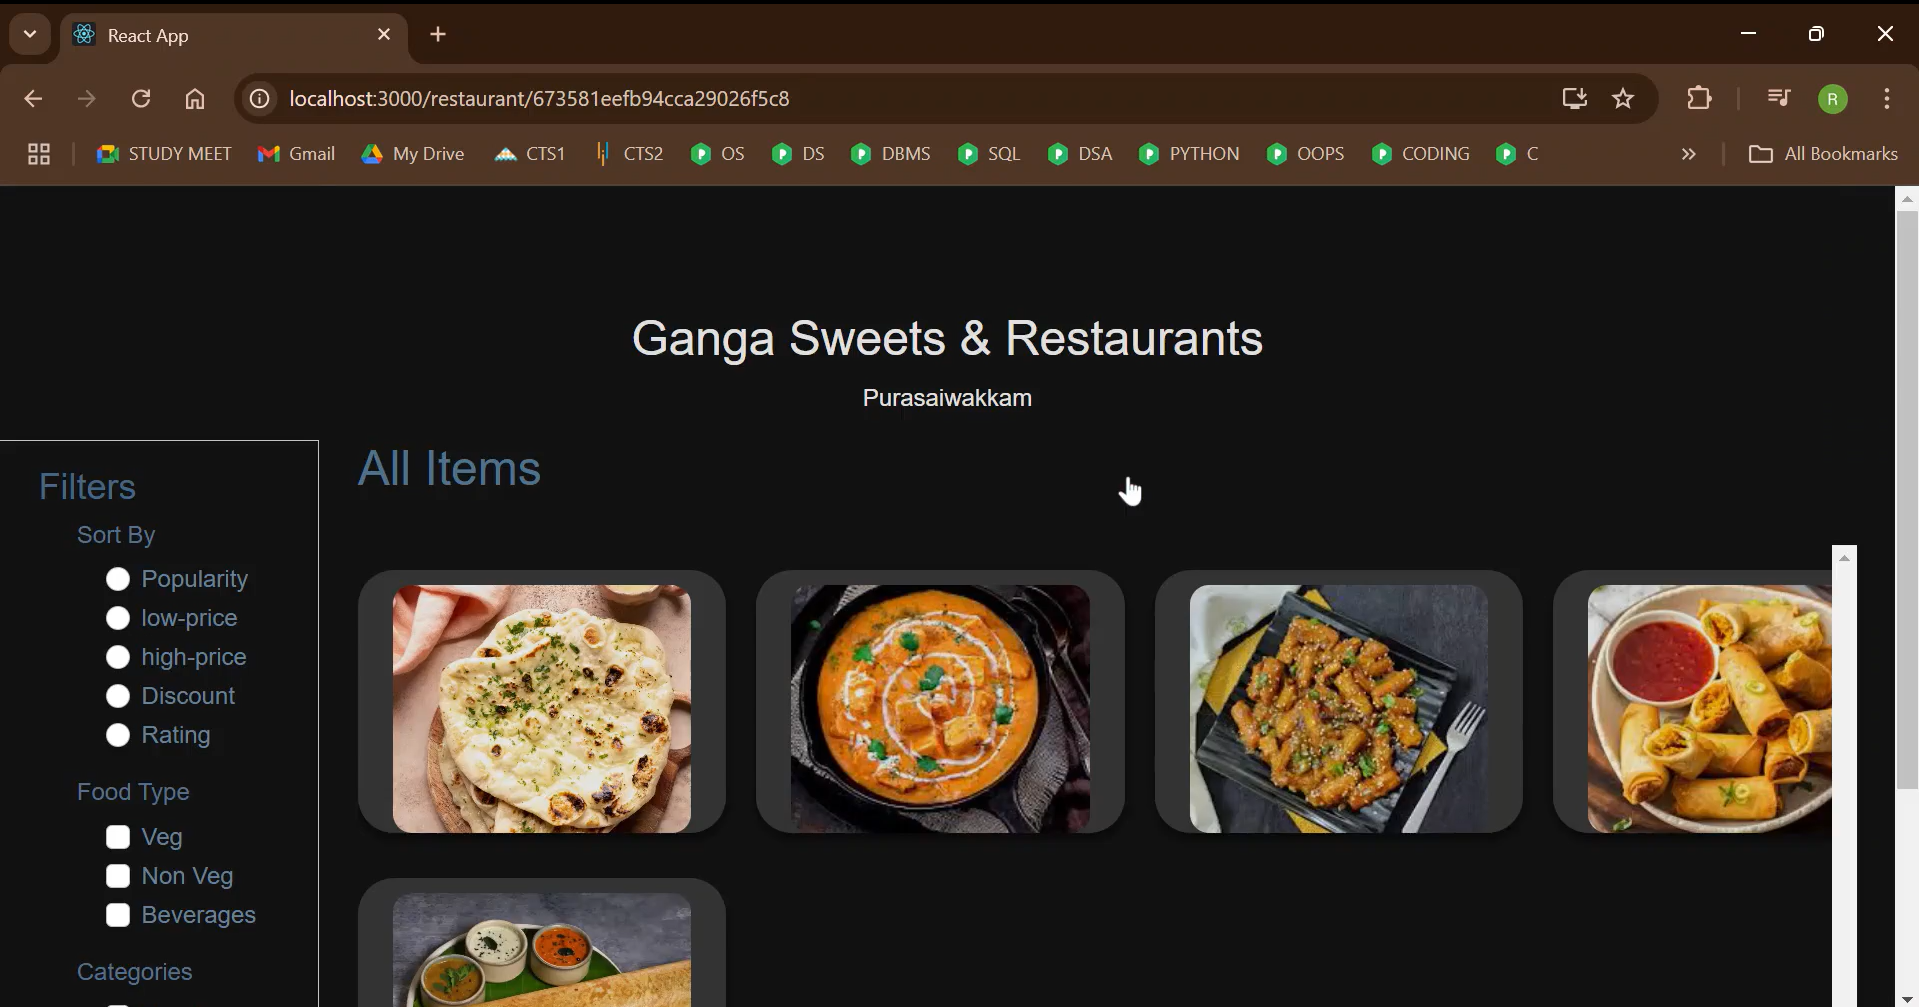 React App
localhost:3000/restaurant/673581eefb94cca29026f5c8
R
STUDY MEET Gmail My Drive CTS1 CTS2 OS DS DBMS SQL DSA PYTHON OOPS CODING C » All Bookmarks
Ganga Sweets & Restaurants
Purasaiwakkam
All Items
Filters
Sort By
Popularity
low-price
high-price
Discount
Rating
Food Type
Veg
Non Veg
Beverages
Categories